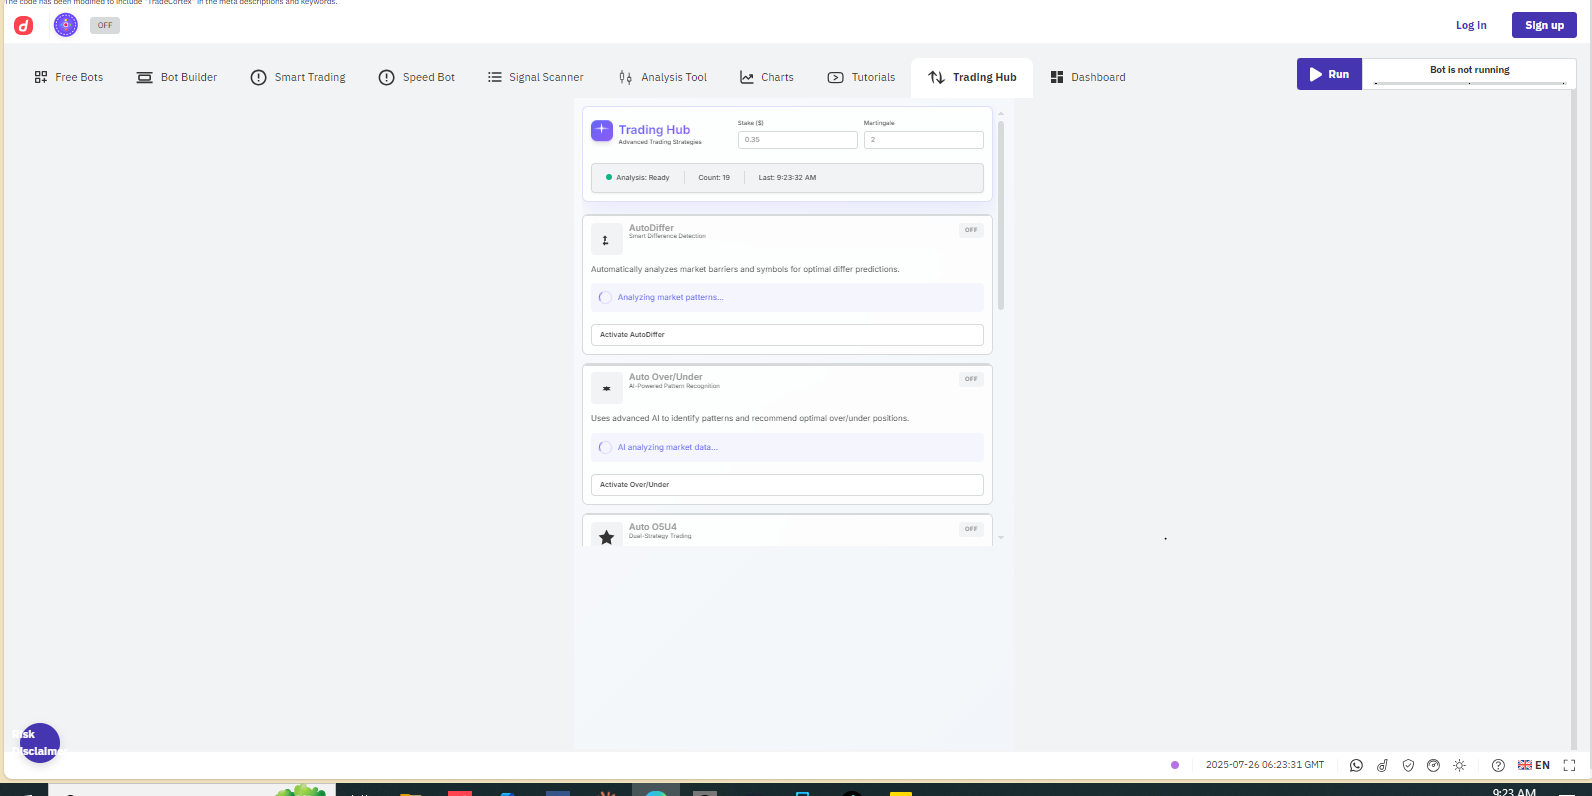 The code has been modified to include "TradeCortex" in the meta descriptions and keywords.
OFF
Log in
Sign up
Free Bots
Bot Builder
Smart Trading
Speed Bot
Signal Scanner
Analysis Tool
Charts
Tutorials
Trading Hub
Dashboard
Run
Bot is not running
Trading Hub
Advanced Trading Strategies
Stake ($)
0.35
Martingale
2
Analysis: Ready
Count: 19
Last: 9:23:32 AM
AutoDiffer
Smart Difference Detection
OFF
Automatically analyzes market barriers and symbols for optimal differ predictions.
Analyzing market patterns...
Activate AutoDiffer
Auto Over/Under
AI-Powered Pattern Recognition
OFF
Uses advanced AI to identify patterns and recommend optimal over/under positions.
AI analyzing market data...
Activate Over/Under
Auto O5U4
Dual-Strategy Trading
OFF
Risk
Disclaim
2025-07-26 06:23:31 GMT
EN
9:23 AM